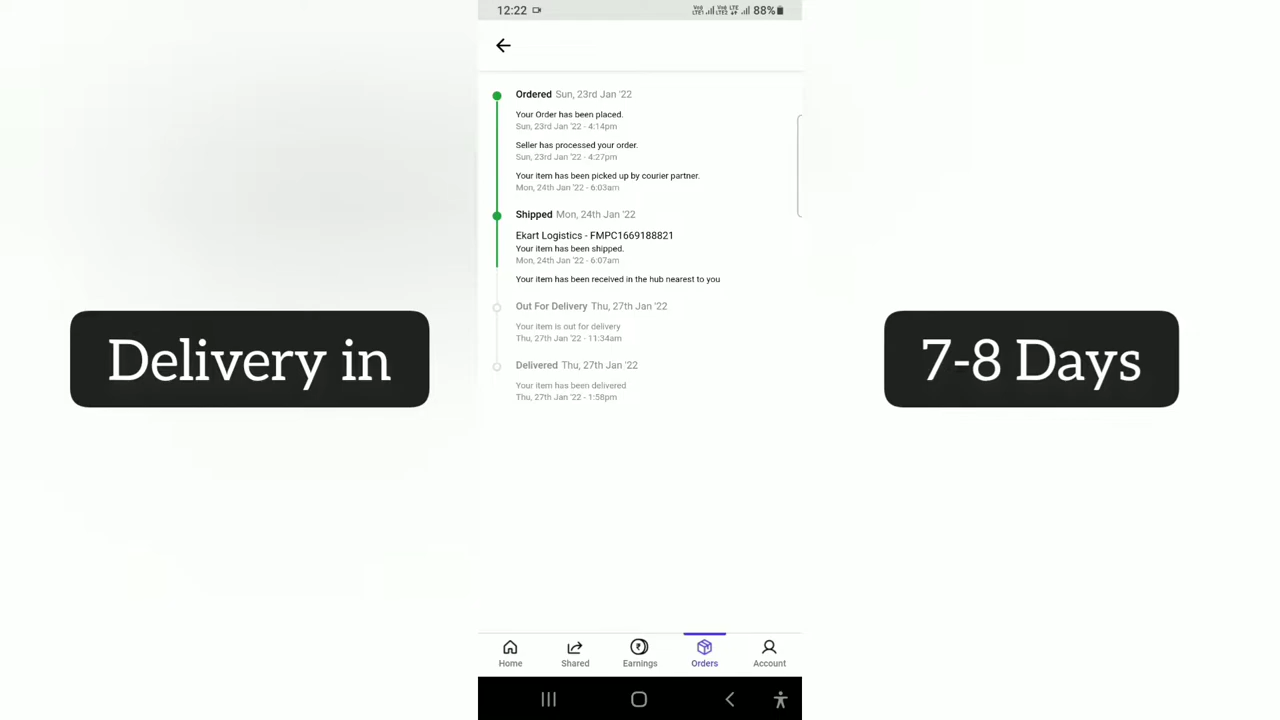 12:22
Vo)) LTE1 Vo)) LTE LTE2 88%
Ordered Sun, 23rd Jan '22
Your Order has been placed.
Sun, 23rd Jan '22 - 4:14pm
Seller has processed your order.
Sun, 23rd Jan '22 - 4:27pm
Your item has been picked up by courier partner.
Mon, 24th Jan '22 - 6:03am
Shipped Mon, 24th Jan '22
Ekart Logistics - FMPC1669188821
Your item has been shipped.
Mon, 24th Jan '22 - 6:07am
Your item has been received in the hub nearest to you
Out For Delivery Thu, 27th Jan '22
Your item is out for delivery
Thu, 27th Jan '22 - 11:34am
Delivered Thu, 27th Jan '22
Your item has been delivered
Thu, 27th Jan '22 - 1:58pm
Delivery in
7-8 Days
Home Shared Earnings Orders Account